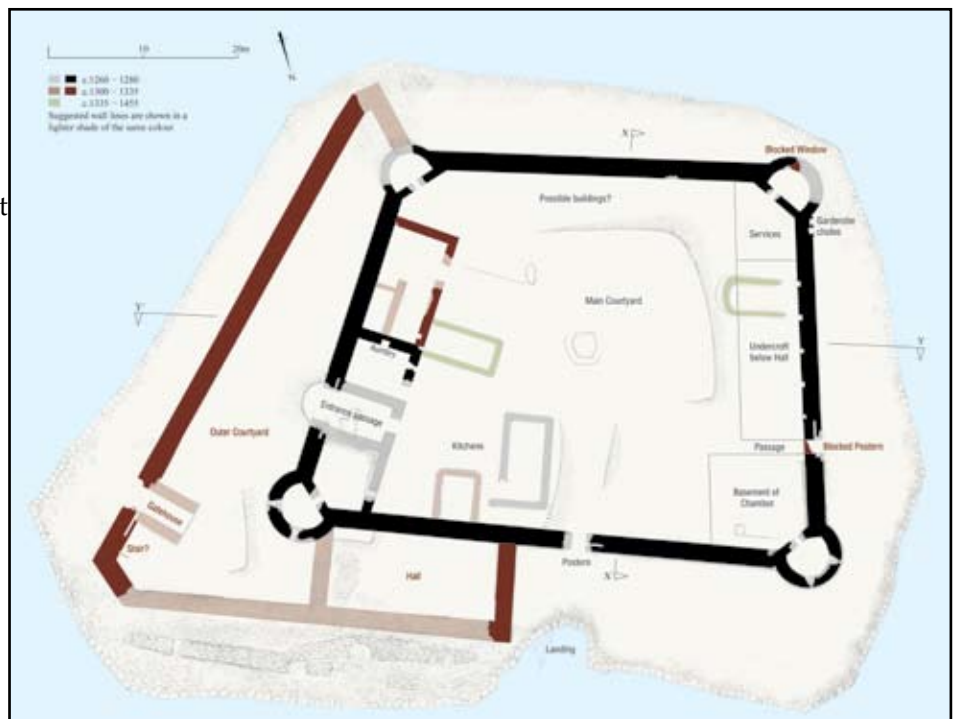 10
20m
N
c.1260 – 1280
c.1300 – 1335
c.1335 – 1455
Suggested wall lines are shown in a
lighter shade of the same colour
t
X
Blocked Window
Possible buildings?
Services
Garderobe
chutes
Main Courtyard
Y'
Y
Undercroft
below Hall
Entrance passage
Outer Courtyard
Kitchens
Passage
Blocked Postern
Basement of
Chamber
Gatehouse
Stair?
Hall
Postern
X
Landing